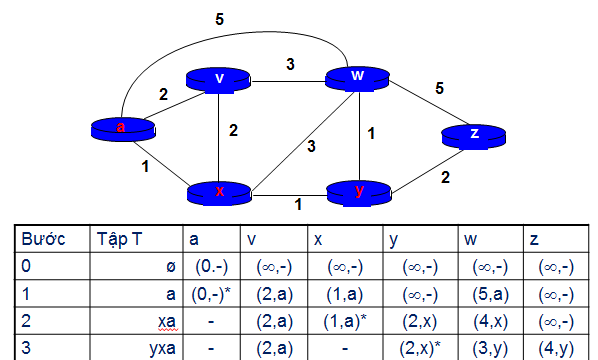 5
v
3
w
2
5
a
2
z
3
1
1
2
x
y
1
Bước Tập T a v x y w z
0 ø (0.-) (∞,-) (∞,-) (∞,-) (∞,-) (∞,-)
1 a (0,-)* (2,a) (1,a) (∞,-) (5,a) (∞,-)
2 xa - (2,a) (1,a)* (2,x) (4,x) (∞,-)
3 yxa - (2,a) - (2,x)* (3,y) (4,y)